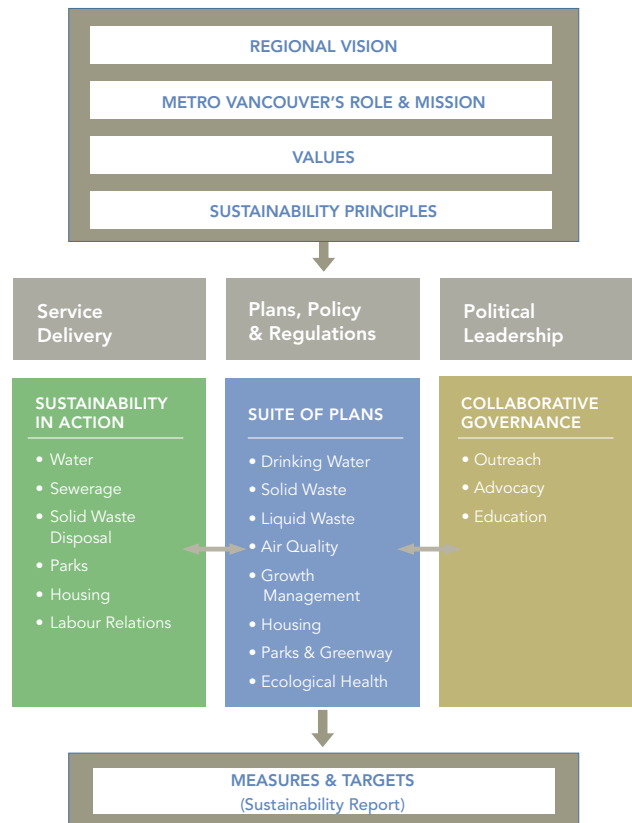 REGIONAL VISION
METRO VANCOUVER'S ROLE & MISSION
VALUES
SUSTAINABILITY PRINCIPLES
Service
Delivery
Plans, Policy
& Regulations
Political
Leadership
SUSTAINABILITY
IN ACTION
• Water
• Sewerage
• Solid Waste
Disposal
• Parks
• Housing
• Labour Relations
SUITE OF PLANS
• Drinking Water
• Solid Waste
• Liquid Waste
• Air Quality
• Growth
Management
• Housing
• Parks & Greenway
• Ecological Health
COLLABORATIVE
GOVERNANCE
• Outreach
• Advocacy
• Education
MEASURES & TARGETS
(Sustainability Report)